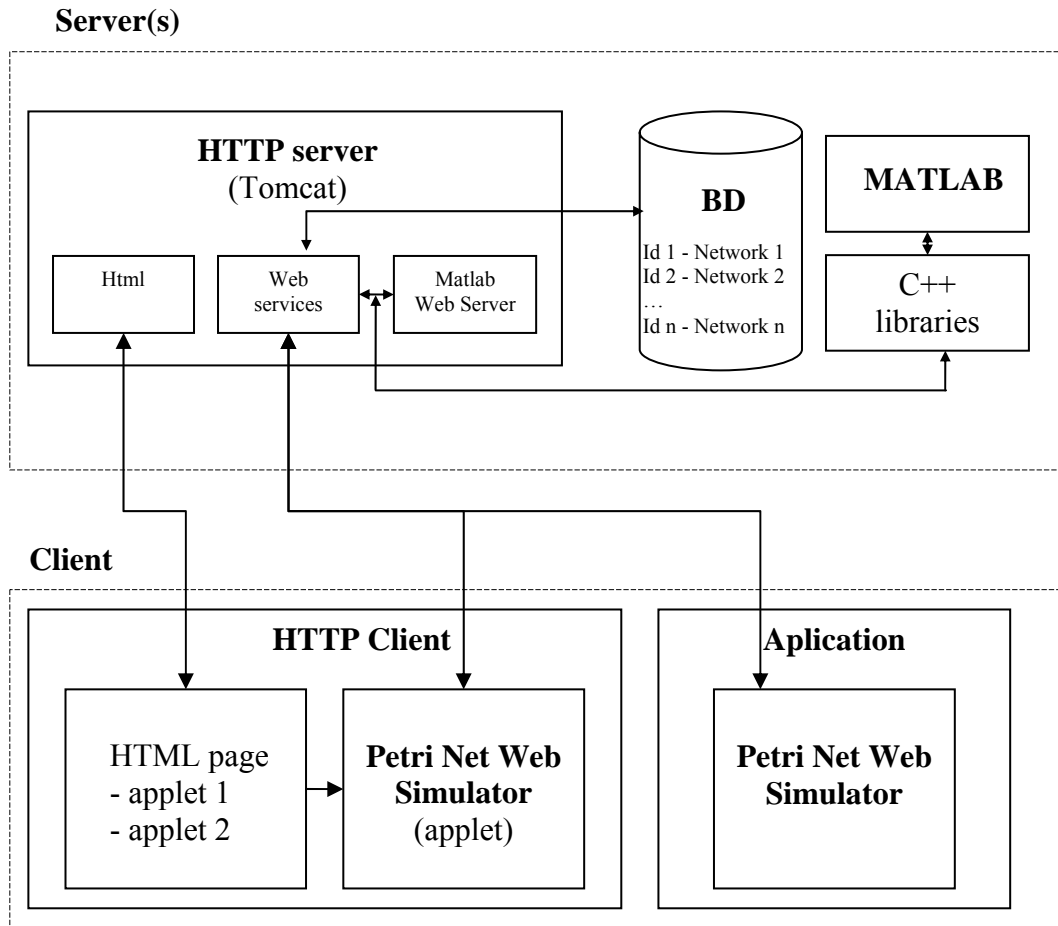 Server(s)
HTTP server
(Tomcat)
Html
Web
services
Matlab
Web Server
BD
Id 1 - Network 1
Id 2 - Network 2
…
Id n - Network n
MATLAB
C++
libraries
Client
HTTP Client
HTML page
- applet 1
- applet 2
Petri Net Web
Simulator
(applet)
Aplication
Petri Net Web
Simulator